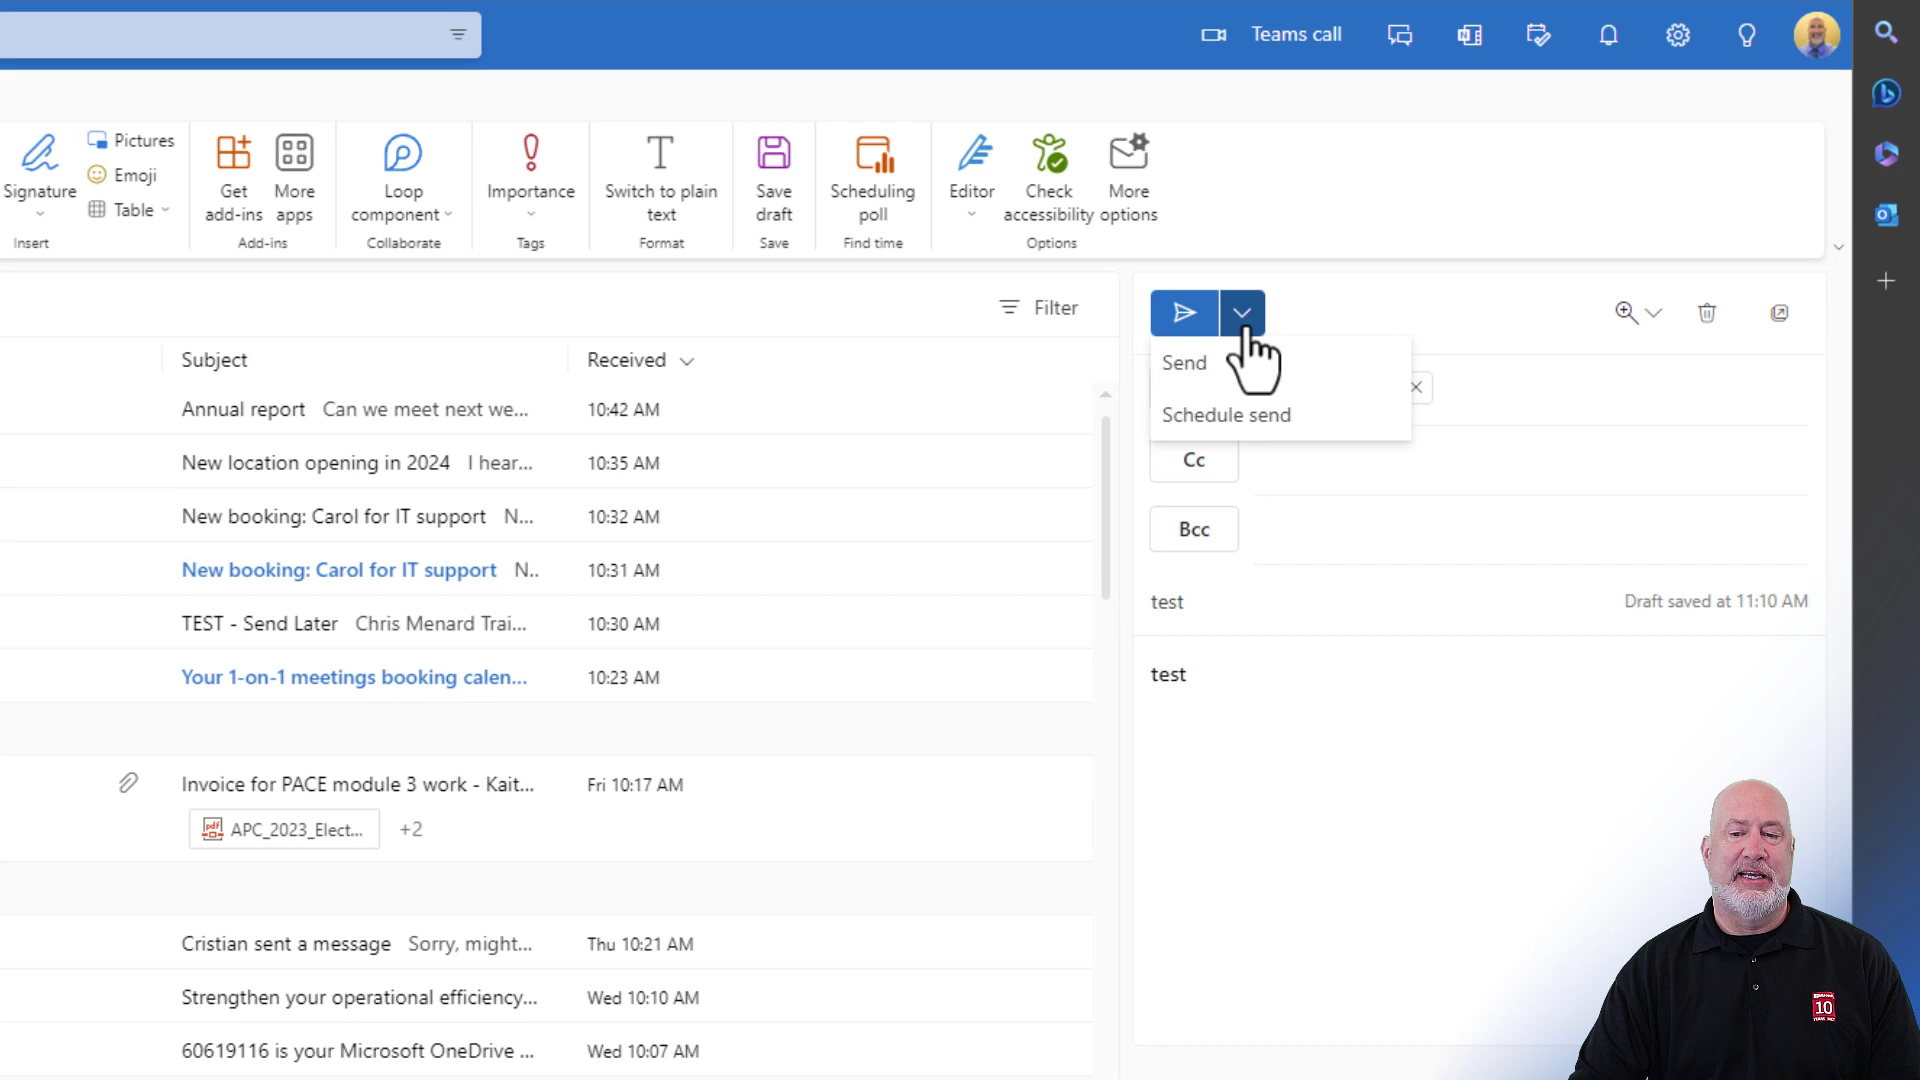 Teams call
Signature
Pictures
Emoji
Table
Insert
Get
add-ins
More
apps
Add-ins
Loop
component
Collaborate
Importance
Tags
Switch to plain
text
Format
Save
draft
Save
Scheduling
poll
Find time
Editor
Check
accessibility
More
options
Options
Filter
Subject
Received
Annual report Can we meet next we... 10:42 AM
New location opening in 2024 I hear... 10:35 AM
New booking: Carol for IT support N... 10:32 AM
New booking: Carol for IT support N.. 10:31 AM
TEST - Send Later Chris Menard Trai... 10:30 AM
Your 1-on-1 meetings booking calen... 10:23 AM
Invoice for PACE module 3 work - Kait... Fri 10:17 AM
pdf APC_2023_Elect... +2
Cristian sent a message Sorry, might... Thu 10:21 AM
Strengthen your operational efficiency... Wed 10:10 AM
60619116 is your Microsoft OneDrive ... Wed 10:07 AM
Send
Schedule send
Cc
Bcc
test
Draft saved at 11:10 AM
test
10